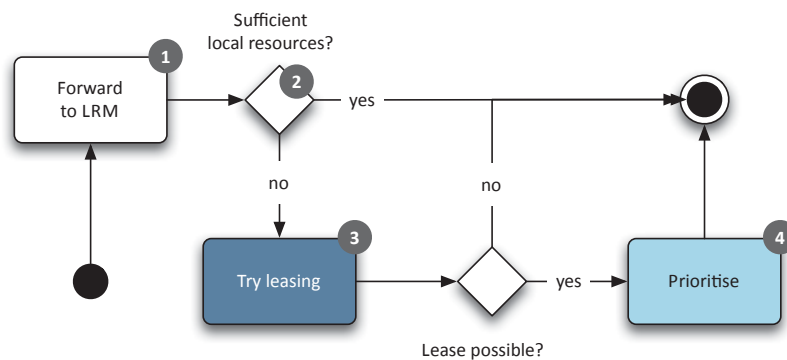 Sufficient
local resources?
1
Forward
to LRM
2
yes
no
no
3
Try leasing
yes
4
Prioritise
Lease possible?